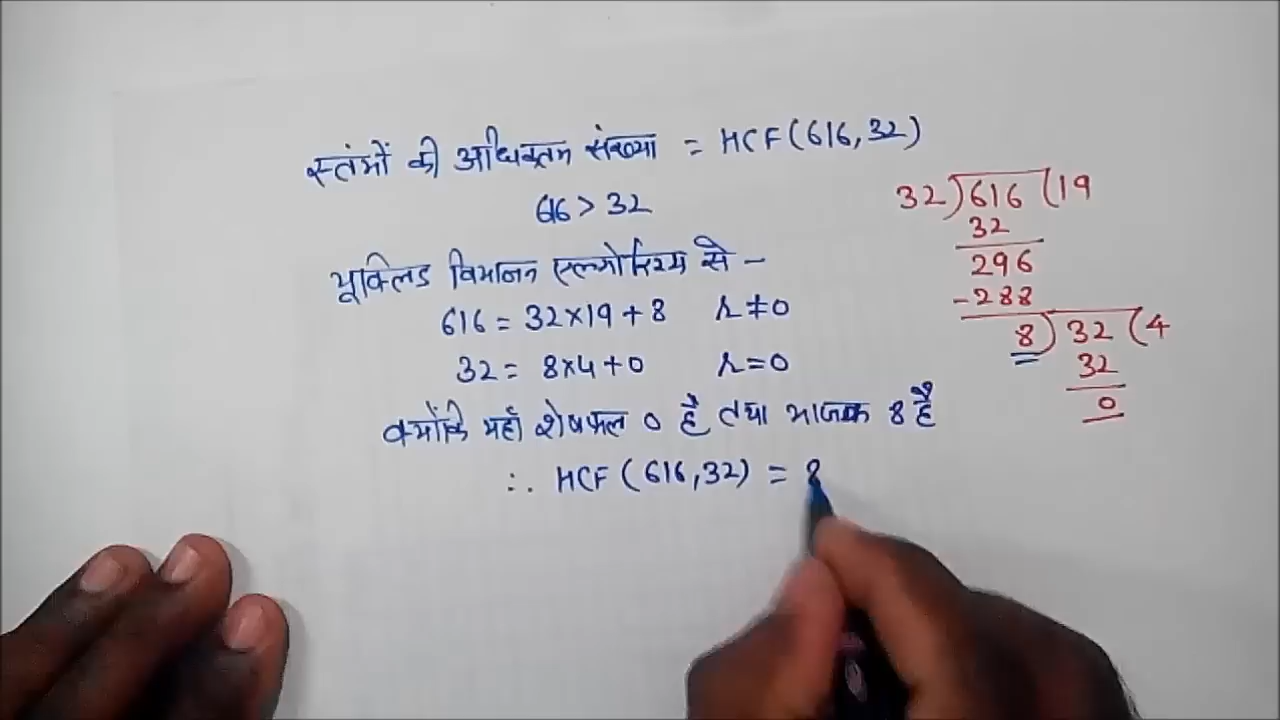 स्तंभों की अधिकतम संख्या = HCF(616,32)
616 > 32
यूक्लिड विभाजन एल्गोरिथ्म से –
616 = 32×19 + 8 r ≠ 0
32 = 8×4 + 0 r = 0
क्योंकि यहाँ शेषफल 0 है तथा भाजक 8 है
∴ HCF (616,32) = 8
32)616(19
32
296
-288
8)32(4
32
0